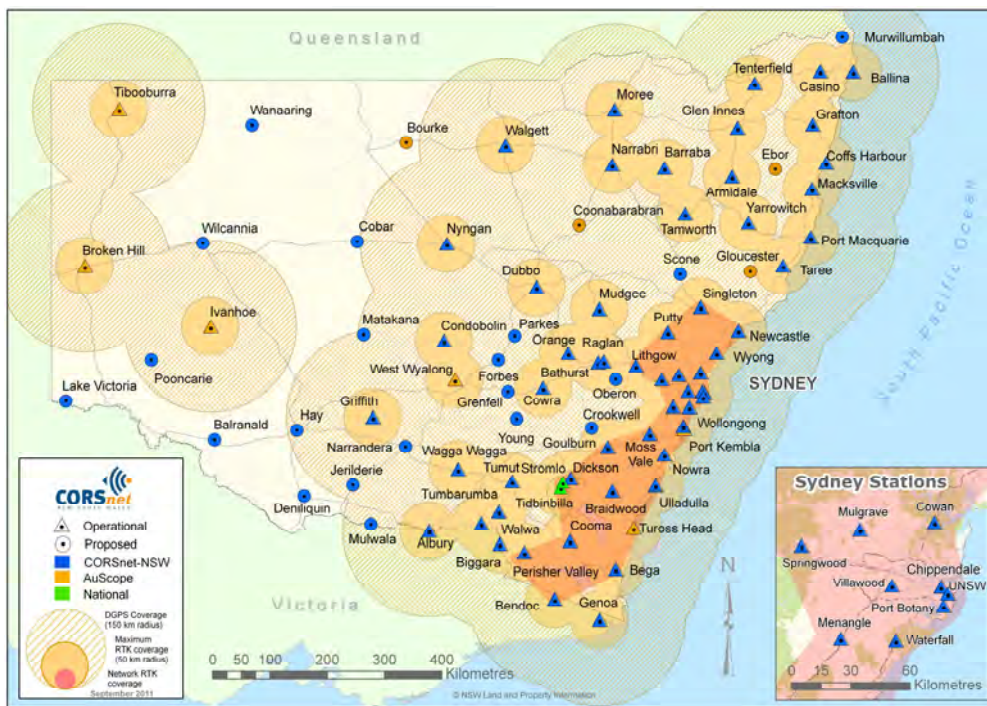 Queensland
Murwillumbah
Tibooburra
Tenterfield
Casino
Ballina
Wanaaring
Moree
Glen Innes
Grafton
Bourke
Walgett
Narrabri
Barraba
Ebor
Coffs Harbour
Armidale
Macksville
Coonabarabran
Yarrowitch
Tamworth
Wilcannia
Cobar
Nyngan
Port Macquarie
Broken Hill
Gloucester
Scone
Taree
Dubbo
Singleton
Mudgee
Ivanhoe
Matakana
Condobolin
Parkes
Putty
Newcastle
Orange
Raglan
Lithgow
Wyong
Pooncarie
West Wyalong
Forbes
Bathurst
SYDNEY
Lake Victoria
Grenfell
Cowra
Oberon
Griffith
Crookwell
Hay
Wollongong
Balranald
Young
Goulburn
Moss
Vale
Port Kembla
Narrandera
Wagga Wagga
Tumut
Stromlo
Dickson
Nowra
Jerilderie
Tumbarumba
Tidbinbilla
Ulladulla
Braidwood
Deniliquin
Mulwala
Albury
Walwa
Cooma
Tuross Head
Biggara
Perisher Valley
Bega
Bendoc
Genoa
Victoria
South Pacific Ocean
N
CORSnet
NEW SOUTH WALES
Operational
Proposed
CORSnet-NSW
AuScope
National
DGPS Coverage
(150 km radius)
Maximum
RTK coverage
(50 km radius)
Network RTK
coverage
September 2011
0 50 100 200 300 400
Kilometres
© NSW Land and Property Information
Sydney Stations
Mulgrave
Cowan
Springwood
Chippendale
Villawood
UNSW
Port Botany
Menangle
Waterfall
0 15 30 60
Kilometres